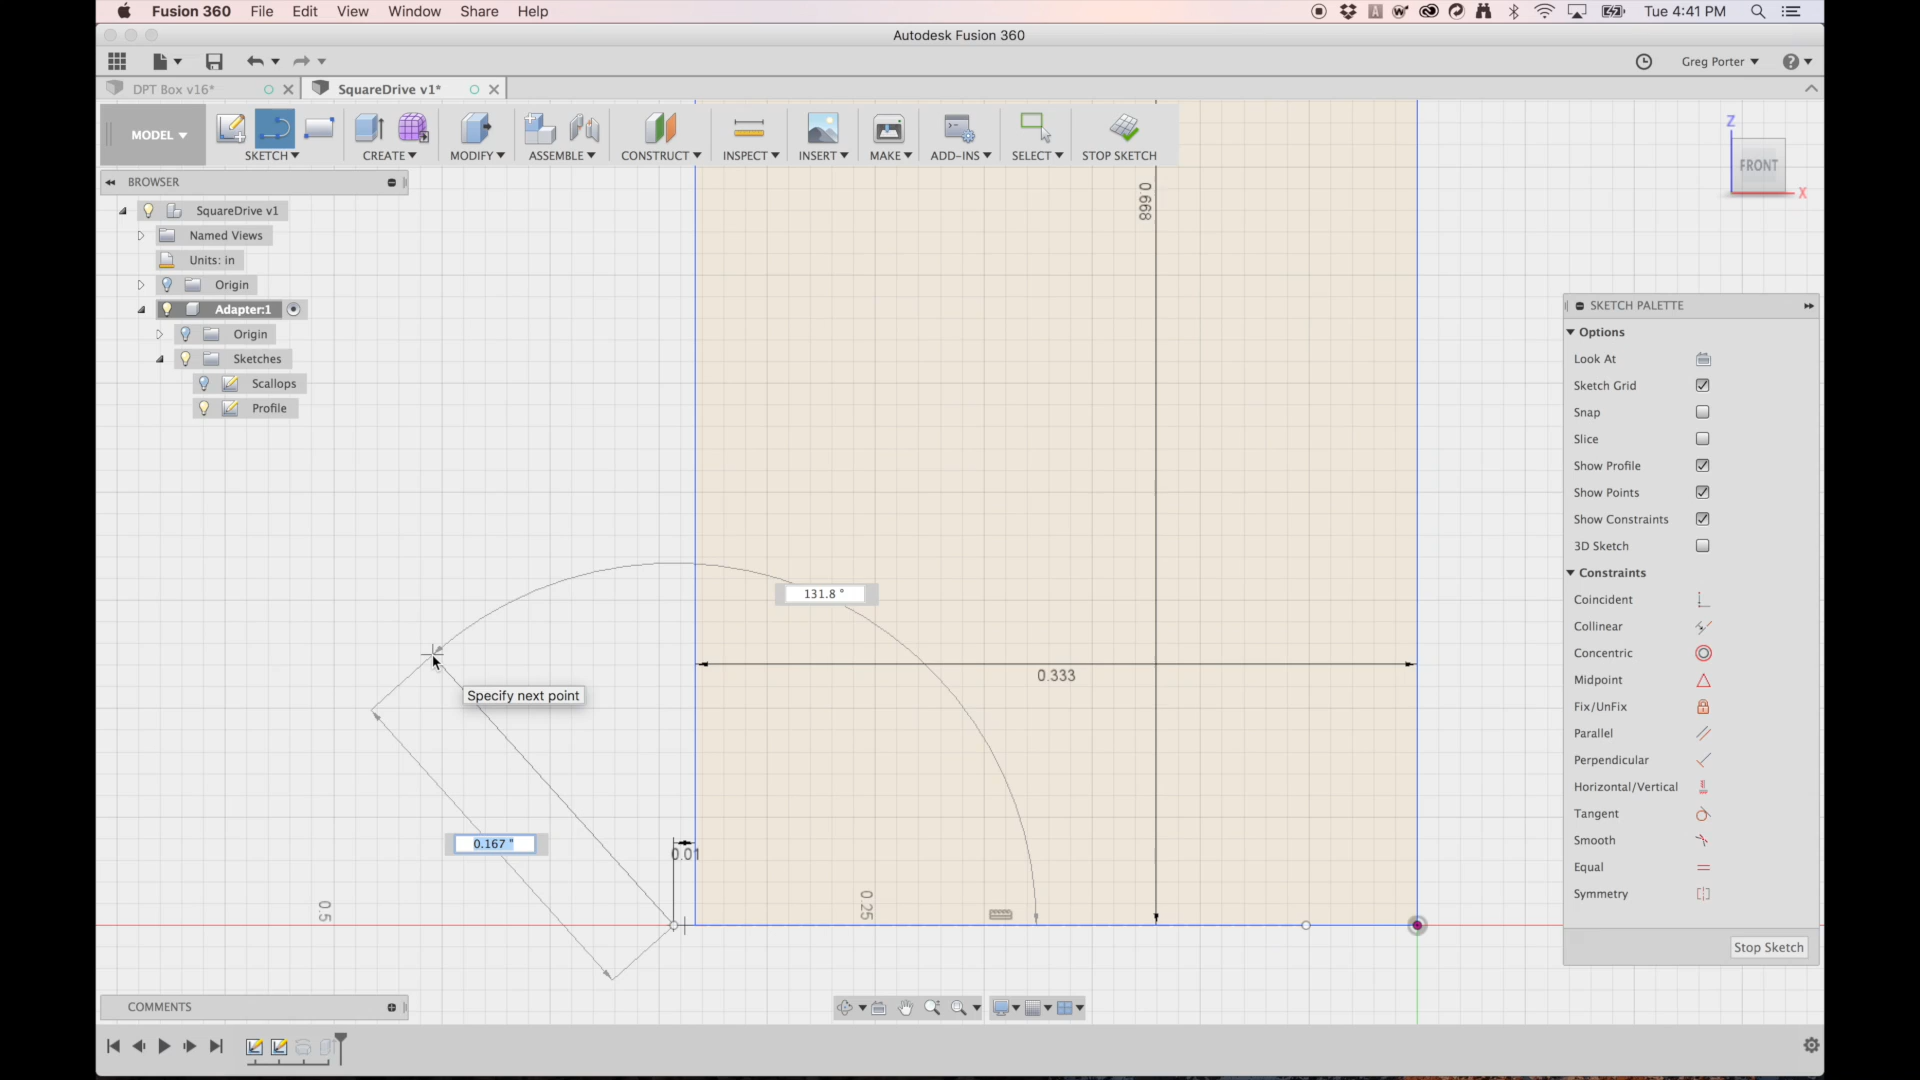 Fusion 360 File Edit View Window Share Help Tue 4:41 PM
Autodesk Fusion 360
Greg Porter
DPT Box v16* SquareDrive v1*
MODEL
SKETCH CREATE MODIFY ASSEMBLE CONSTRUCT INSPECT INSERT MAKE ADD-INS SELECT STOP SKETCH
Z
FRONT
X
BROWSER
SquareDrive v1
Named Views
Units: in
Origin
Adapter:1
Origin
Sketches
Scallops
Profile
0.668
SKETCH PALETTE
Options
Look At
Sketch Grid
Snap
Slice
Show Profile
Show Points
Show Constraints
3D Sketch
Constraints
Coincident
Collinear
Concentric
Midpoint
Fix/UnFix
Parallel
Perpendicular
Horizontal/Vertical
Tangent
Smooth
Equal
Symmetry
Stop Sketch
131.8 °
0.333
Specify next point
0.167 "
0.01
0.5
0.25
COMMENTS